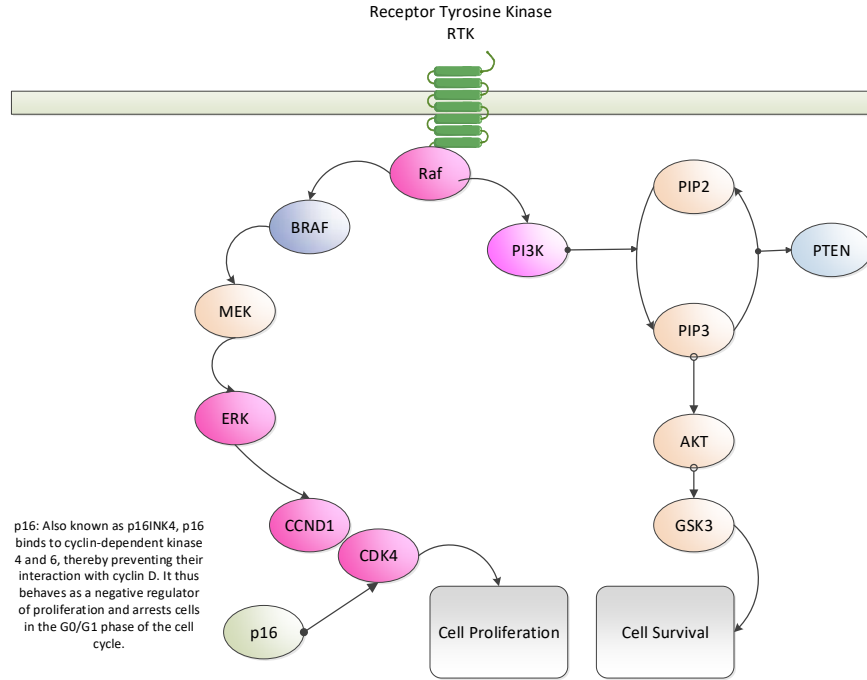 Receptor Tyrosine Kinase
RTK
Raf
PIP2
BRAF
PI3K
PTEN
MEK
PIP3
ERK
AKT
CCND1
GSK3
CDK4
p16: Also known as p16INK4, p16
binds to cyclin-dependent kinase
4 and 6, thereby preventing their
interaction with cyclin D. It thus
behaves as a negative regulator
of proliferation and arrests cells
in the G0/G1 phase of the cell
cycle.
p16
Cell Proliferation
Cell Survival